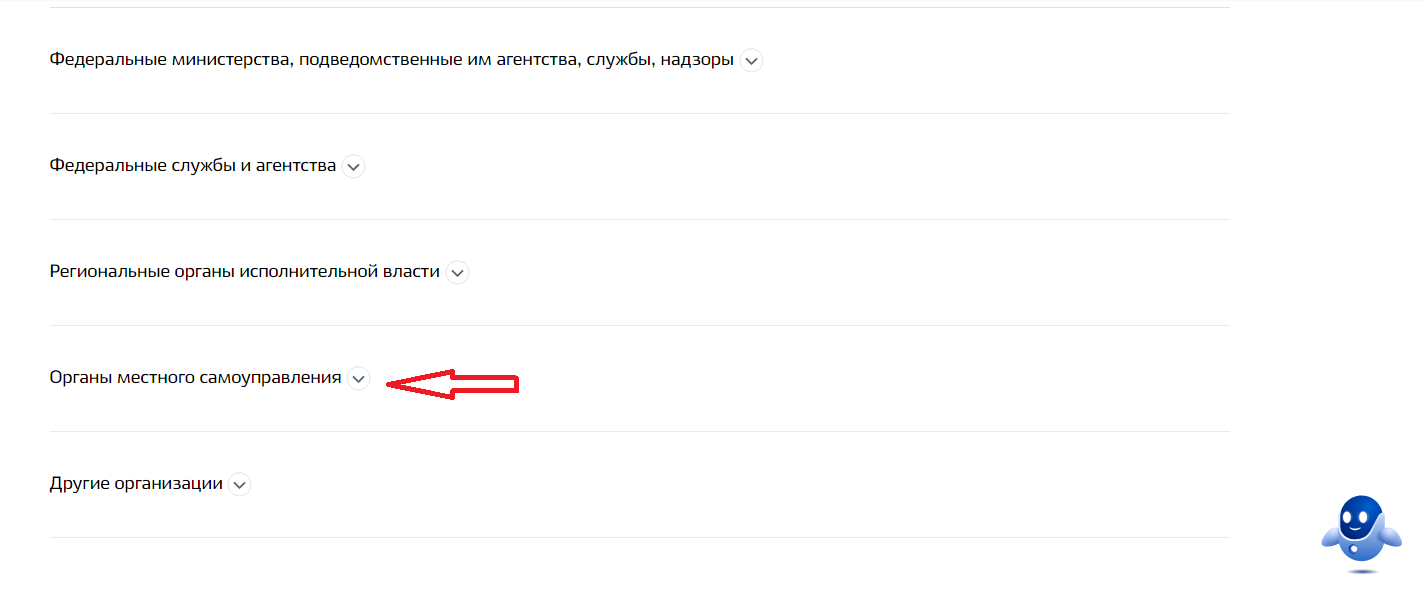 Федеральные министерства, подведомственные им агентства, службы, надзоры
Федеральные службы и агентства
Региональные органы исполнительной власти
Органы местного самоуправления
Другие организации